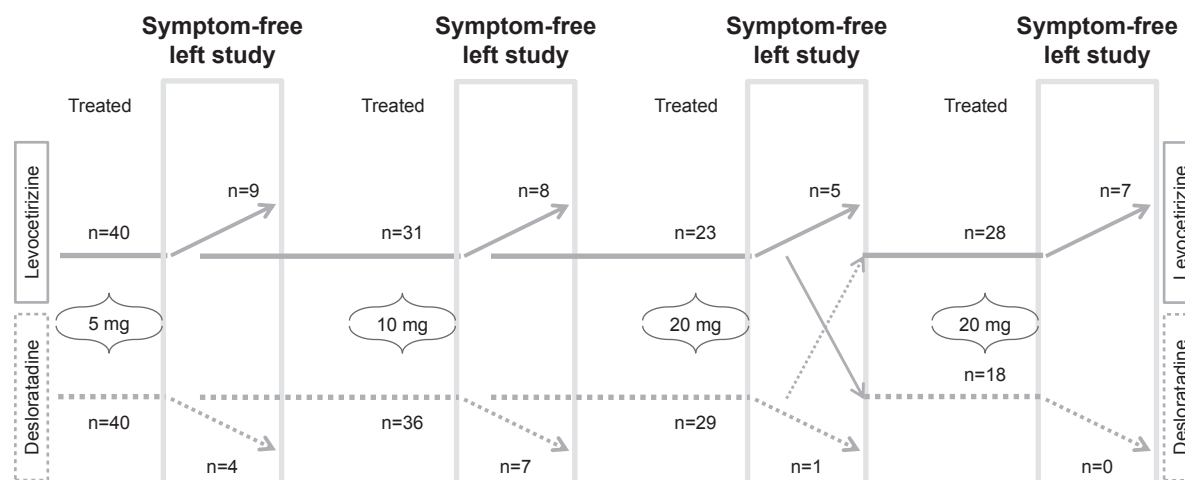 Symptom-free
left study
Symptom-free
left study
Symptom-free
left study
Symptom-free
left study
Treated
Treated
Treated
Treated
Levocetirizine
Levocetirizine
n=9
n=8
n=5
n=7
n=40
n=31
n=23
n=28
5 mg
10 mg
20 mg
20 mg
Desloratadine
Desloratadine
n=18
n=40
n=36
n=29
n=4
n=7
n=1
n=0